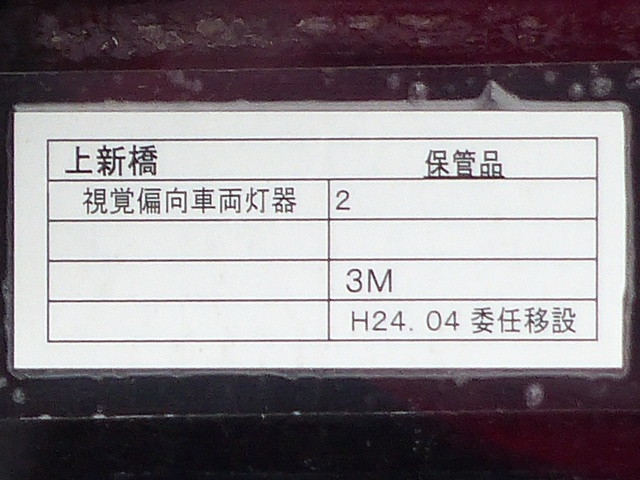 上新橋 保管品
視覚偏向車両灯器 2
3M
H24. 04 委任移設